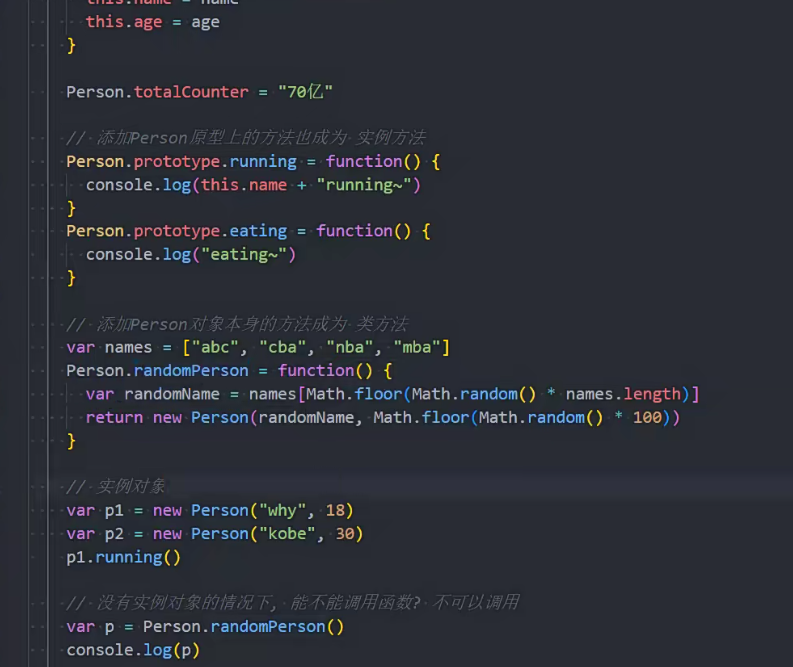 this.name = name
this.age = age
}
Person.totalCounter = "70亿"
// 添加Person原型上的方法也成为 实例方法
Person.prototype.running = function() {
console.log(this.name + "running~")
}
Person.prototype.eating = function() {
console.log("eating~")
}
// 添加Person对象本身的方法成为 类方法
var names = ["abc", "cba", "nba", "mba"]
Person.randomPerson = function() {
var randomName = names[Math.floor(Math.random() * names.length)]
return new Person(randomName, Math.floor(Math.random() * 100))
}
// 实例对象
var p1 = new Person("why", 18)
var p2 = new Person("kobe", 30)
p1.running()
// 没有实例对象的情况下, 能不能调用函数? 不可以调用
var p = Person.randomPerson()
console.log(p)